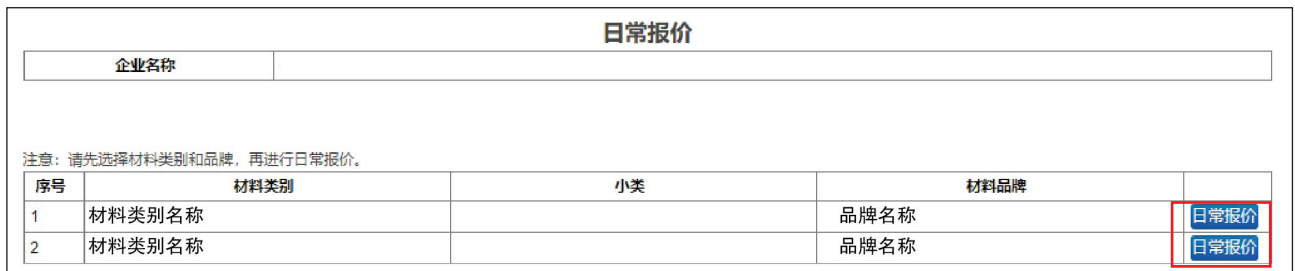 日常报价
企业名称
注意：请先选择材料类别和品牌，再进行日常报价。
序号 材料类别 小类 材料品牌
1 材料类别名称 品牌名称 日常报价
2 材料类别名称 品牌名称 日常报价